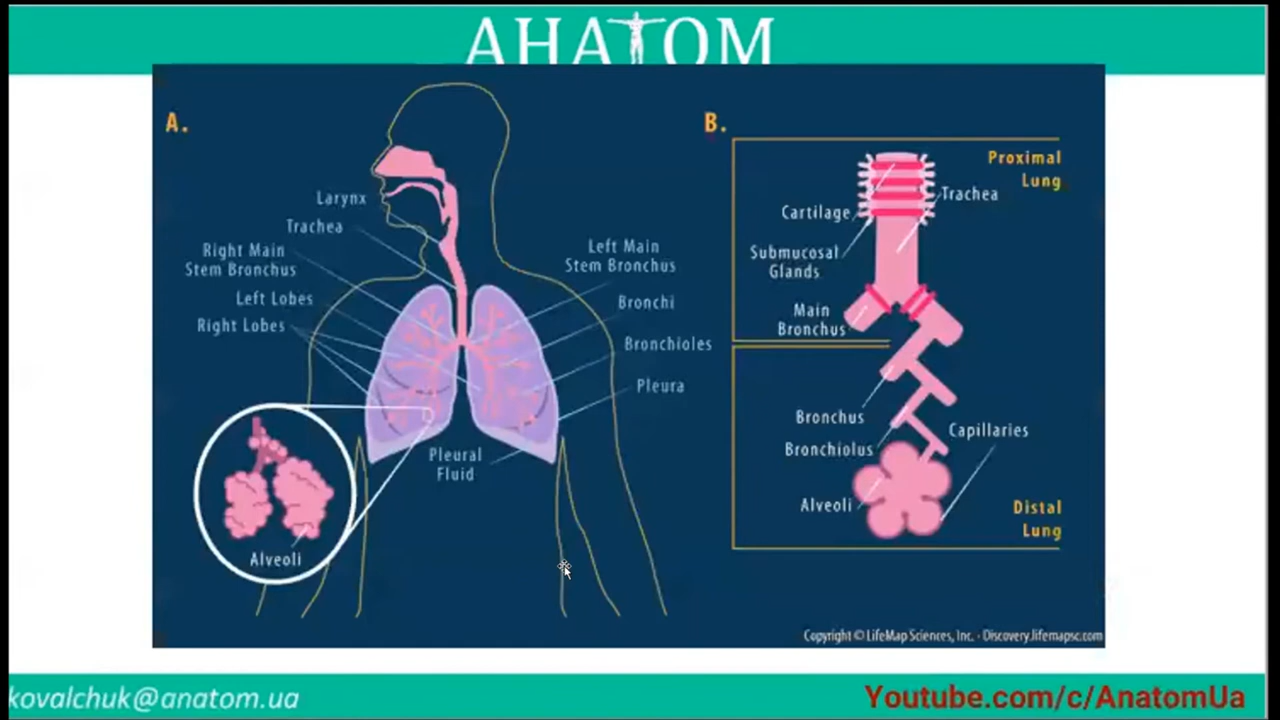 АНАТОМ
A.
Larynx
Trachea
Right Main
Stem Bronchus
Left Lobes
Right Lobes
Left Main
Stem Bronchus
Bronchi
Bronchioles
Pleura
Pleural
Fluid
Alveoli
B.
Proximal
Lung
Trachea
Cartilage
Submucosal
Glands
Main
Bronchus
Bronchus
Bronchiolus
Capillaries
Alveoli
Distal
Lung
Copyright © LifeMap Sciences, Inc. - Discovery.lifemapsc.com
kovalchuk@anatom.ua
Youtube.com/c/AnatomUa